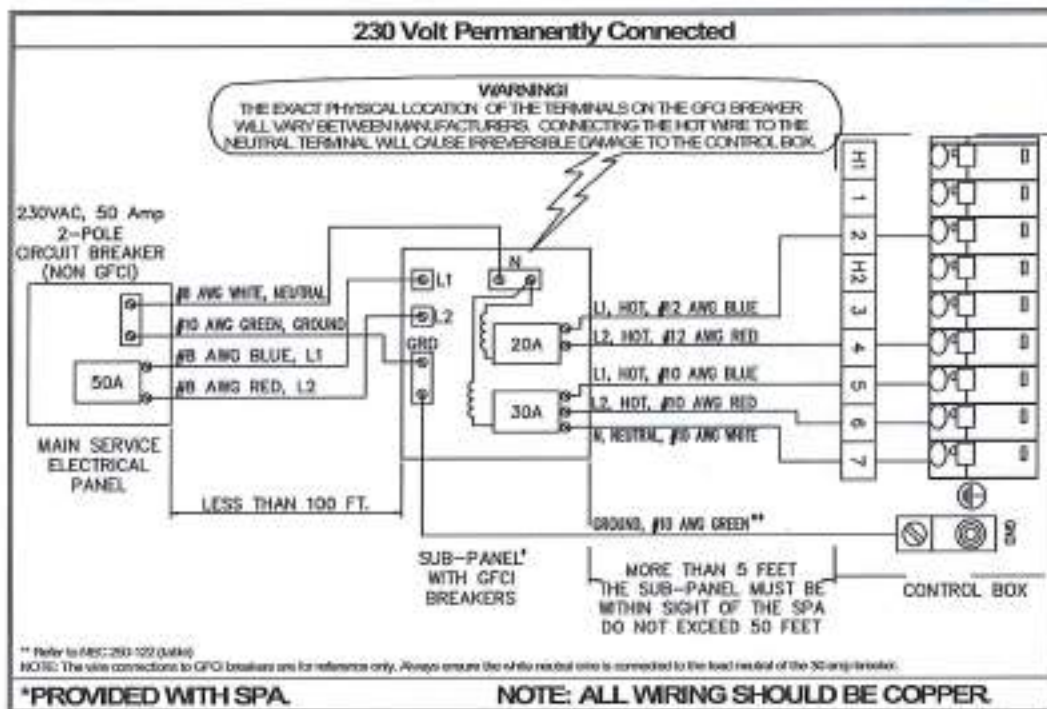 230 Volt Permanently Connected
WARNING!
THE EXACT PHYSICAL LOCATION OF THE TERMINALS ON THE GFCI BREAKER
WILL VARY BETWEEN MANUFACTURERS. CONNECTING THE HOT WIRE TO THE
NEUTRAL TERMINAL WILL CAUSE IRREVERSIBLE DAMAGE TO THE CONTROL BOX.
230VAC, 50 Amp
2-POLE
CIRCUIT BREAKER
(NON GFCI)
#8 AWG WHITE, NEUTRAL
#10 AWG GREEN, GROUND
#8 AWG BLUE, L1
#8 AWG RED, L2
50A
MAIN SERVICE
ELECTRICAL
PANEL
LESS THAN 100 FT.
N
L1
L2
GRD
20A
30A
L1, HOT, #12 AWG BLUE
L2, HOT, #12 AWG RED
L1, HOT, #10 AWG BLUE
L2, HOT, #10 AWG RED
N, NEUTRAL, #10 AWG WHITE
GROUND, #10 AWG GREEN**
H1
1
2
H2
3
4
5
6
7
GND
SUB-PANEL*
WITH GFCI
BREAKERS
MORE THAN 5 FEET
THE SUB-PANEL MUST BE
WITHIN SIGHT OF THE SPA
DO NOT EXCEED 50 FEET
CONTROL BOX
** Refer to NEC 250-122 (table)
NOTE: The wire connections to GFCI breakers are for reference only. Always ensure the white neutral wire is connected to the load neutral of the 30 amp breaker.
*PROVIDED WITH SPA.
NOTE: ALL WIRING SHOULD BE COPPER.